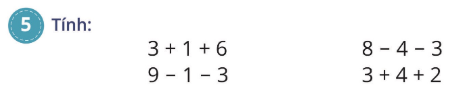 5 Tính:
3 + 1 + 6 8 – 4 – 3
9 – 1 – 3 3 + 4 + 2